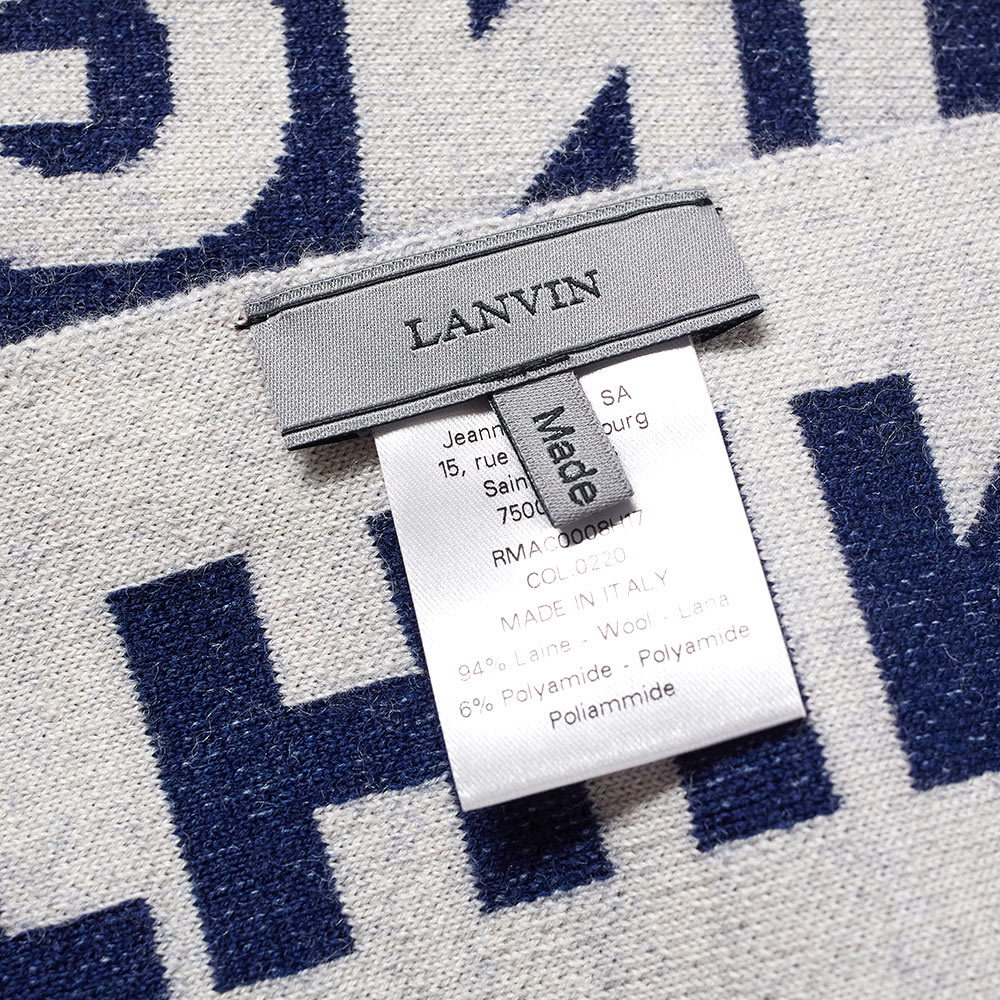 LANVIN
Made
SA
15, rue
RMAC0008H17
COL.0220
MADE IN ITALY
94% Laine - Wool - Lana
6% Polyamide - Polyamide
Poliammide